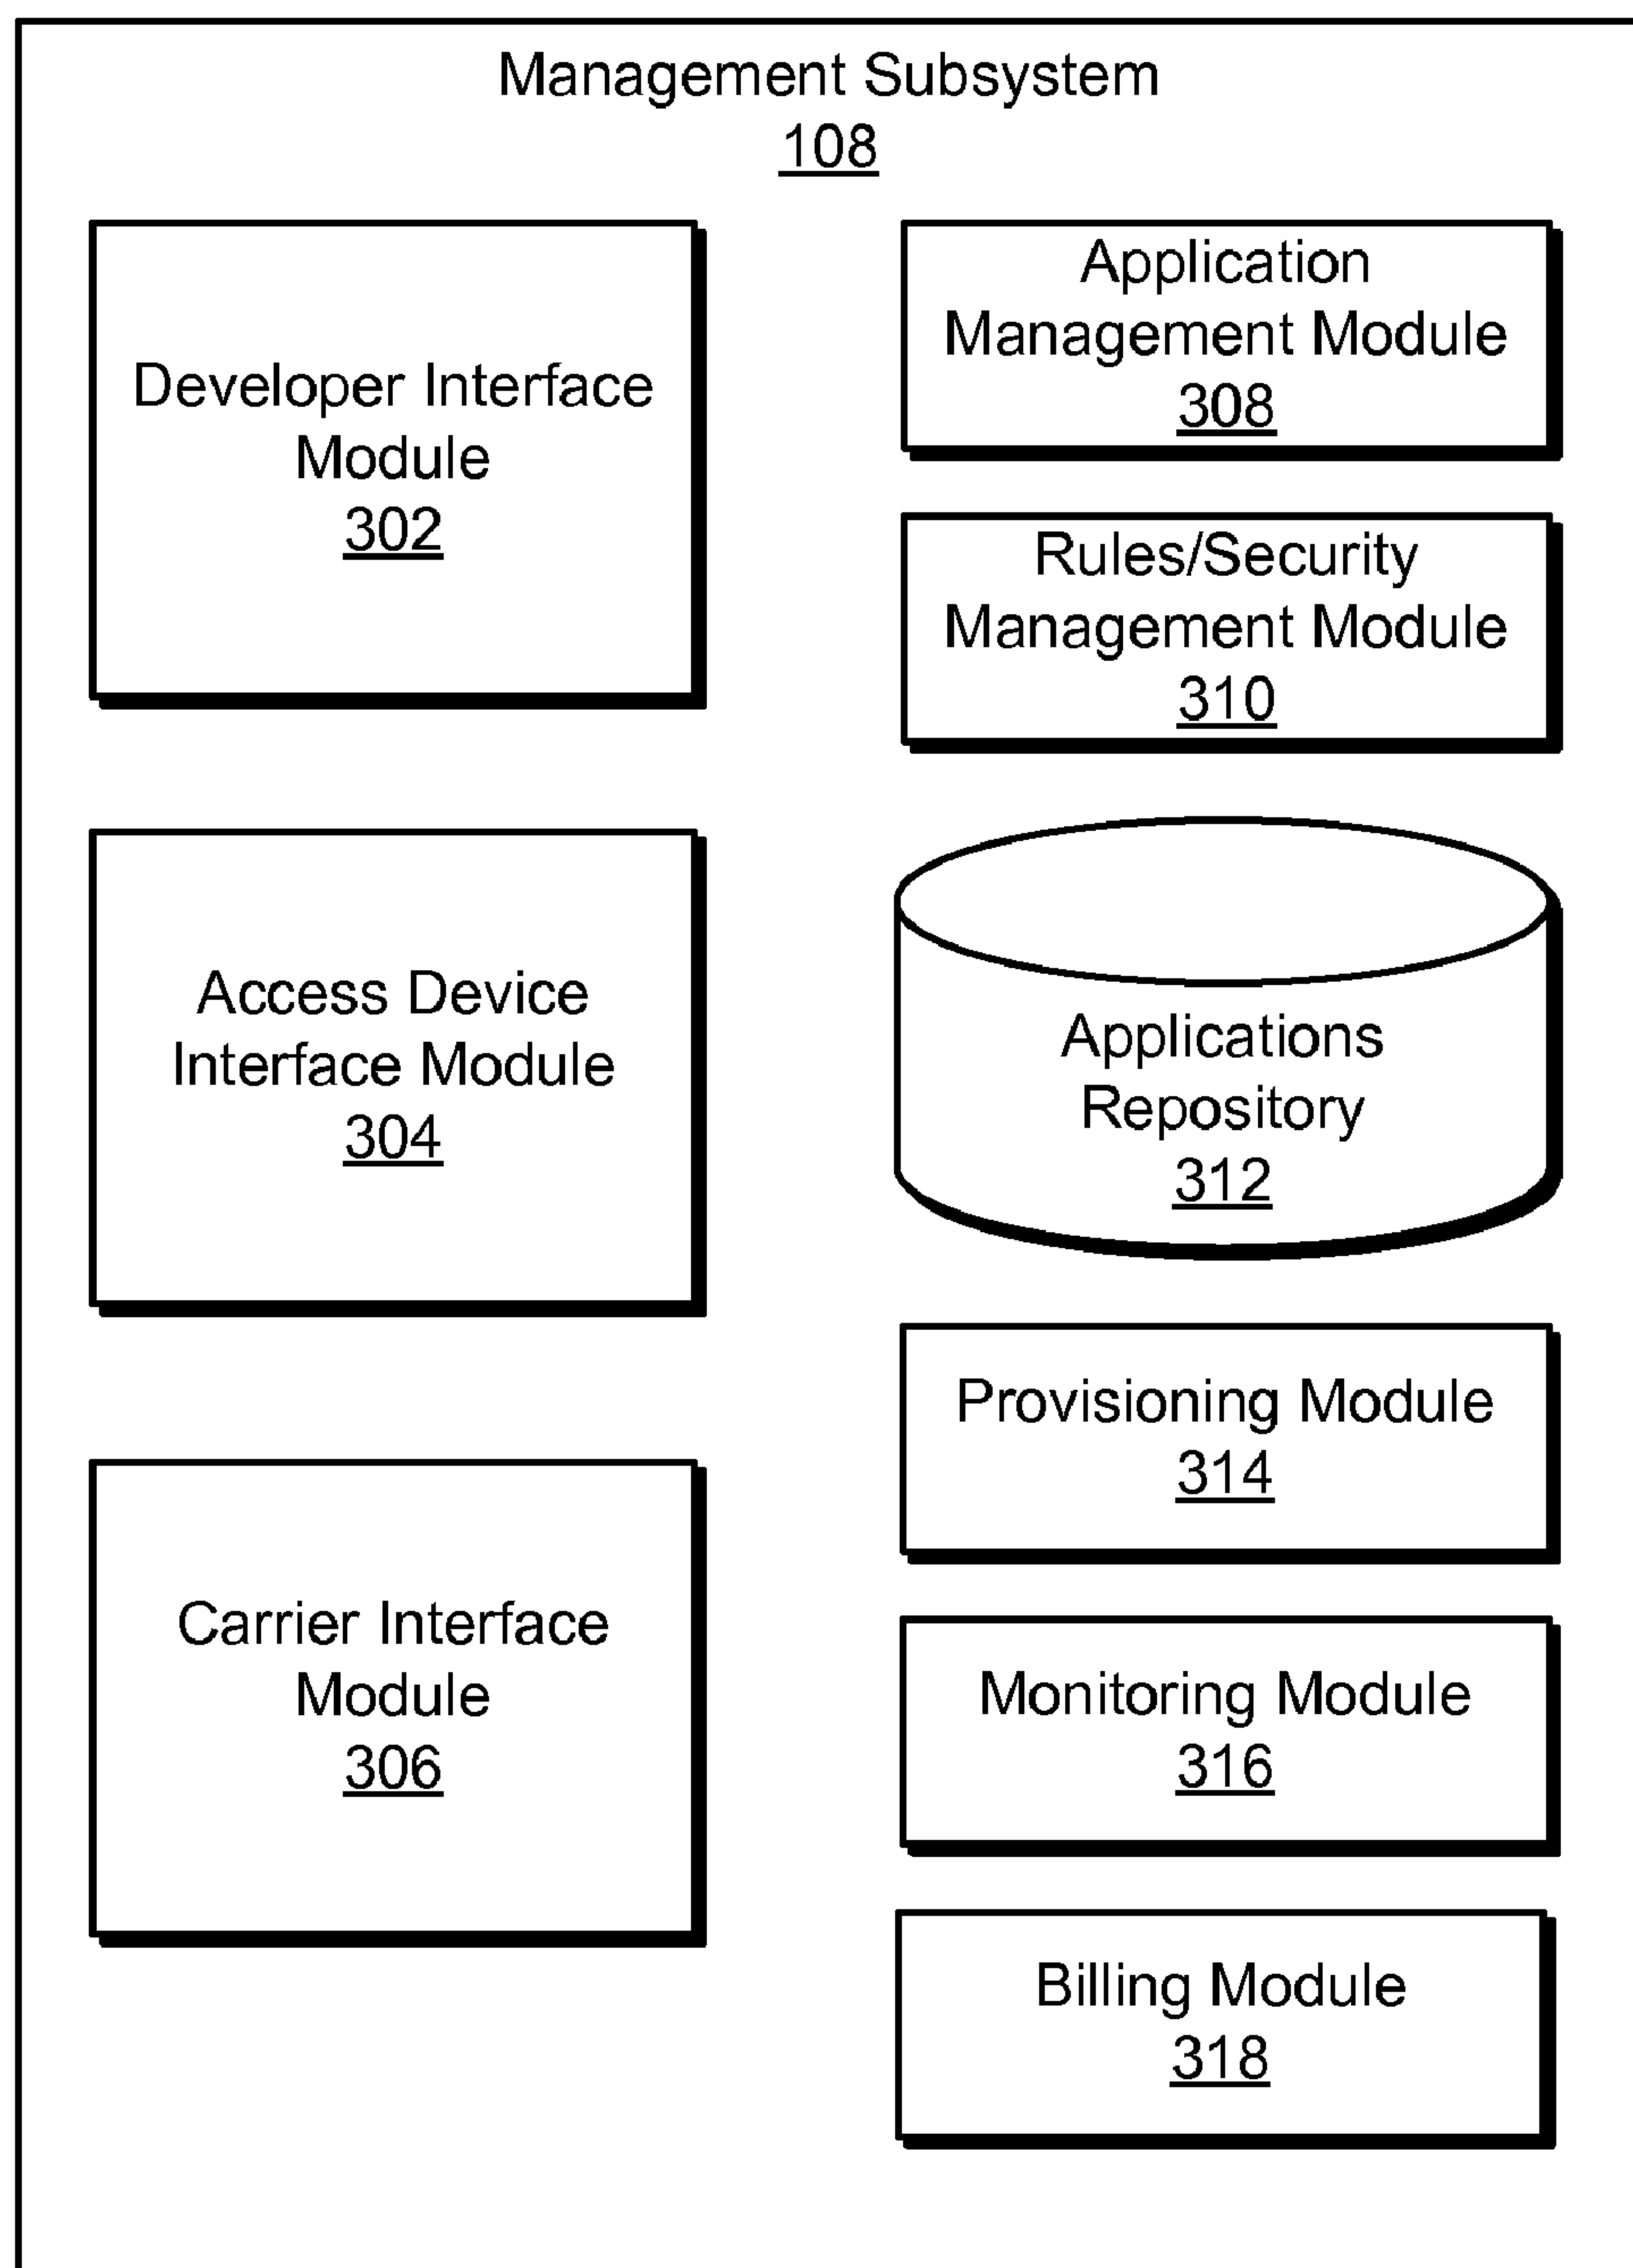 Management Subsystem
108
Developer Interface
Module
302
Access Device
Interface Module
304
Carrier Interface
Module
306
Application
Management Module
308
Rules/Security
Management Module
310
Applications
Repository
312
Provisioning Module
314
Monitoring Module
316
Billing Module
318